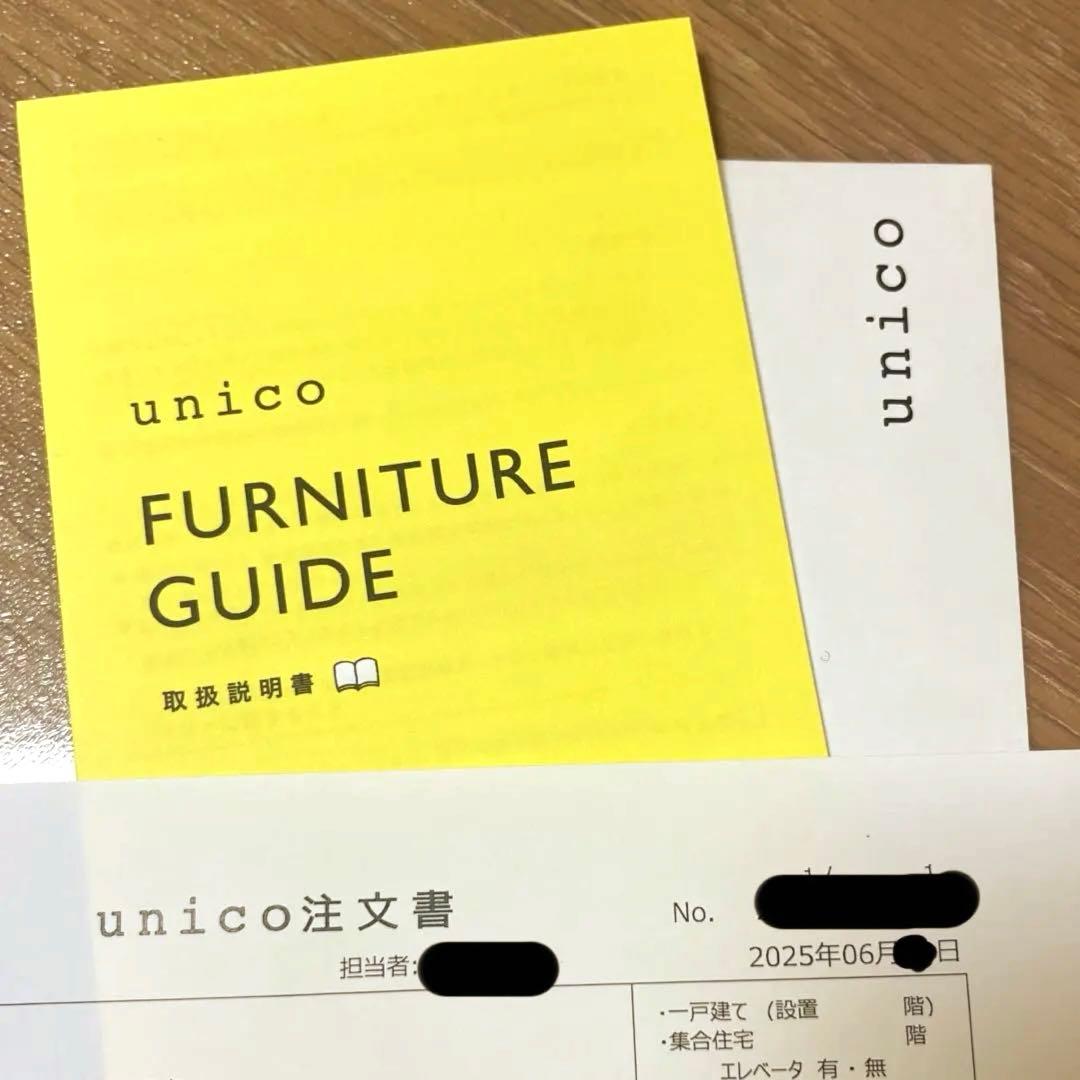 unico
FURNITURE
GUIDE
取扱説明書
unico
unico注文書
No.
担当者:
2025年06月 日
・一戸建て (設置 階)
・集合住宅 階
エレベータ 有・無